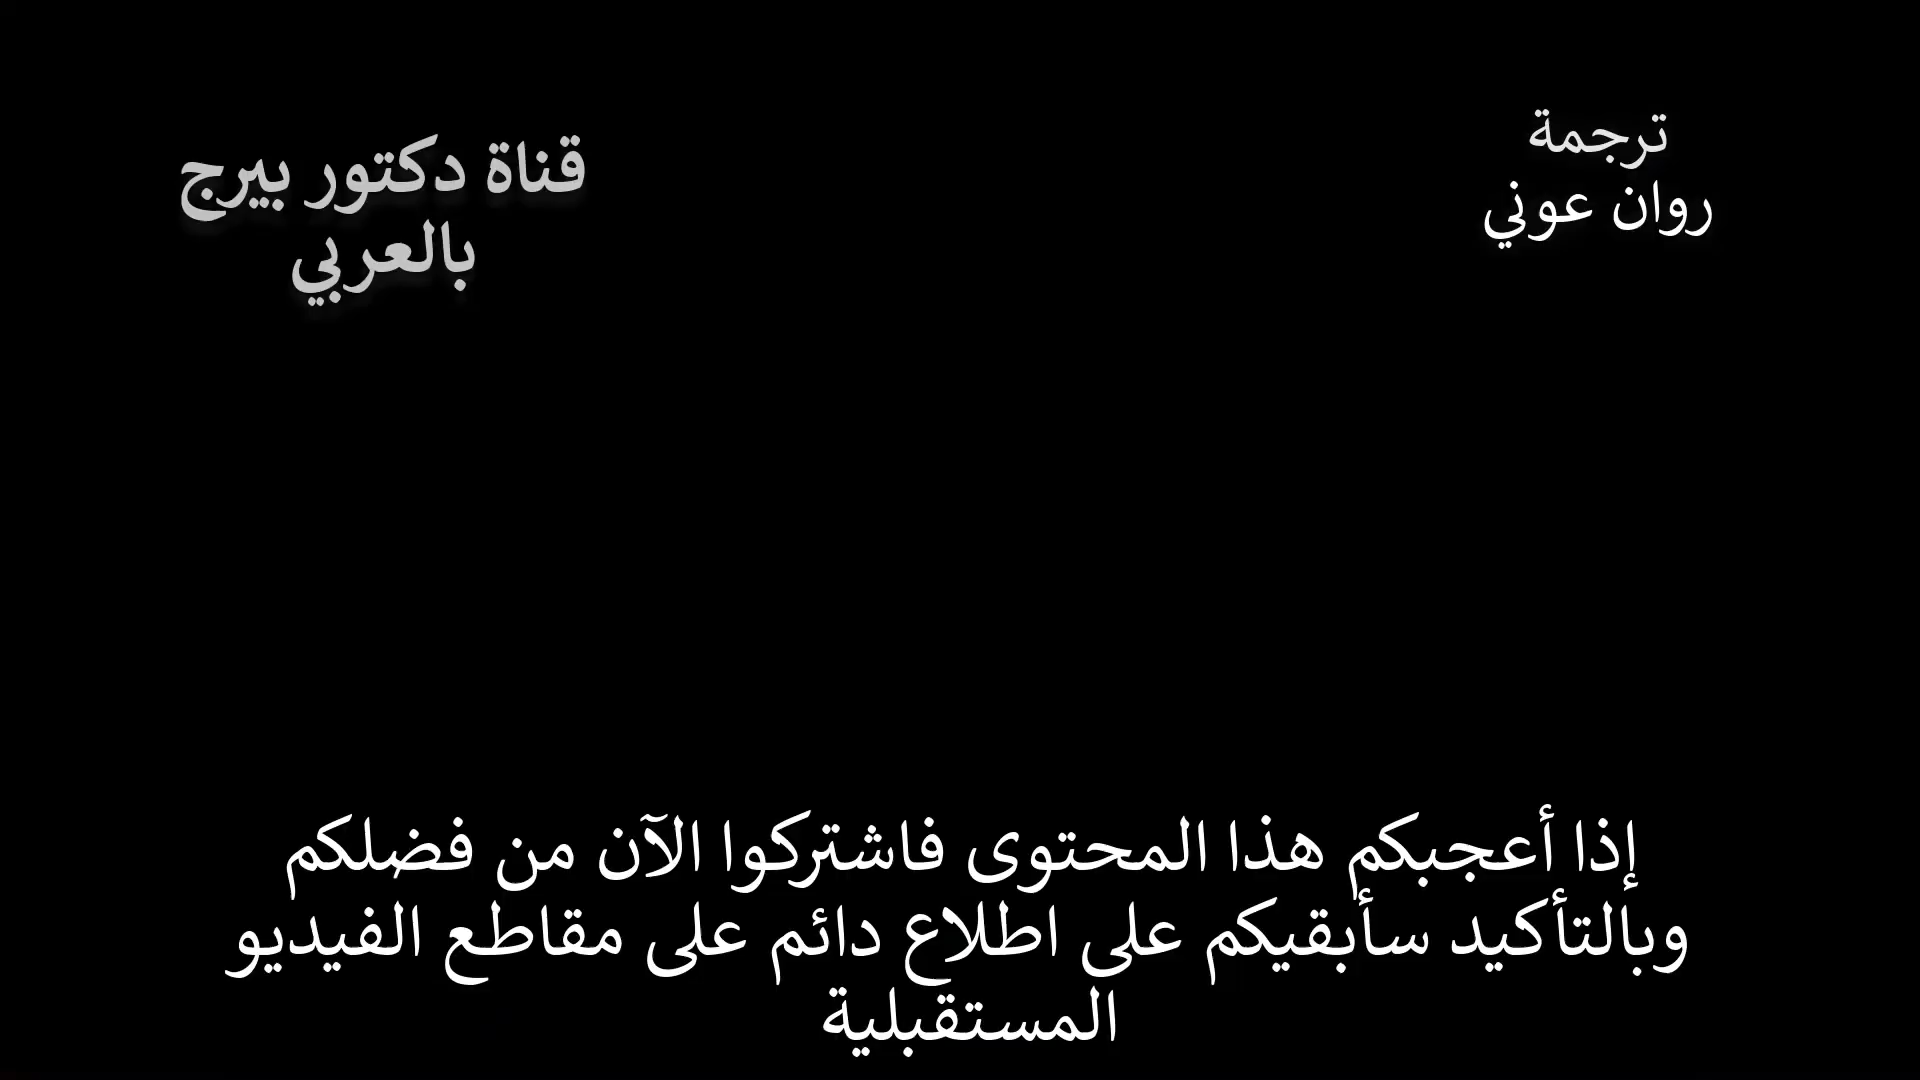 ترجمة
روان عوني
قناة دكتور بيرج
بالعربي
إذا أعجبكم هذا المحتوى فاشتركوا الآن من فضلكم
وبالتأكيد سأبقيكم على اطلاع دائم على مقاطع الفيديو
المستقبلية